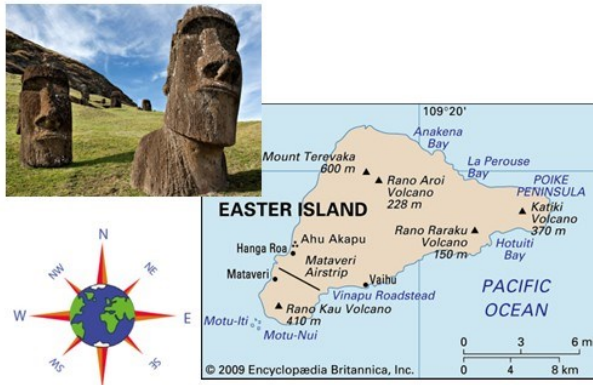 109°20'
Anakena
Bay
Mount Terevaka
600 m
La Perouse
Bay
Rano Aroi
Volcano
228 m
POIKE
PENINSULA
EASTER ISLAND
Katiki
Volcano
370 m
Rano Raraku
Volcano
150 m
Ahu Akapu
Hanga Roa
Hotuiti
Bay
Mataveri
Airstrip
Mataveri
Vaihu
Vinapu Roadstead
PACIFIC
OCEAN
Rano Kau Volcano
410 m
Motu-Iti
Motu-Nui
0 3 6 mi
0 4 8 km
© 2009 Encyclopædia Britannica, Inc.
N
NW
NE
W
E
SW
SE
S